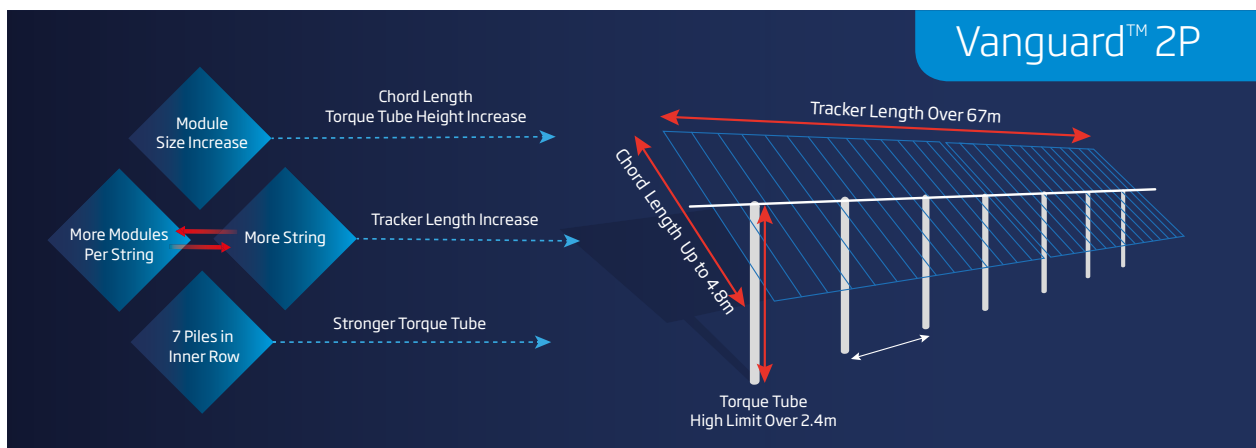 Vanguard™ 2P
Module
Size Increase
Chord Length
Torque Tube Height Increase
More Modules
Per String
More String
Tracker Length Increase
7 Piles in
Inner Row
Stronger Torque Tube
Tracker Length Over 67m
Chord Length Up to 4.8m
Torque Tube
High Limit Over 2.4m